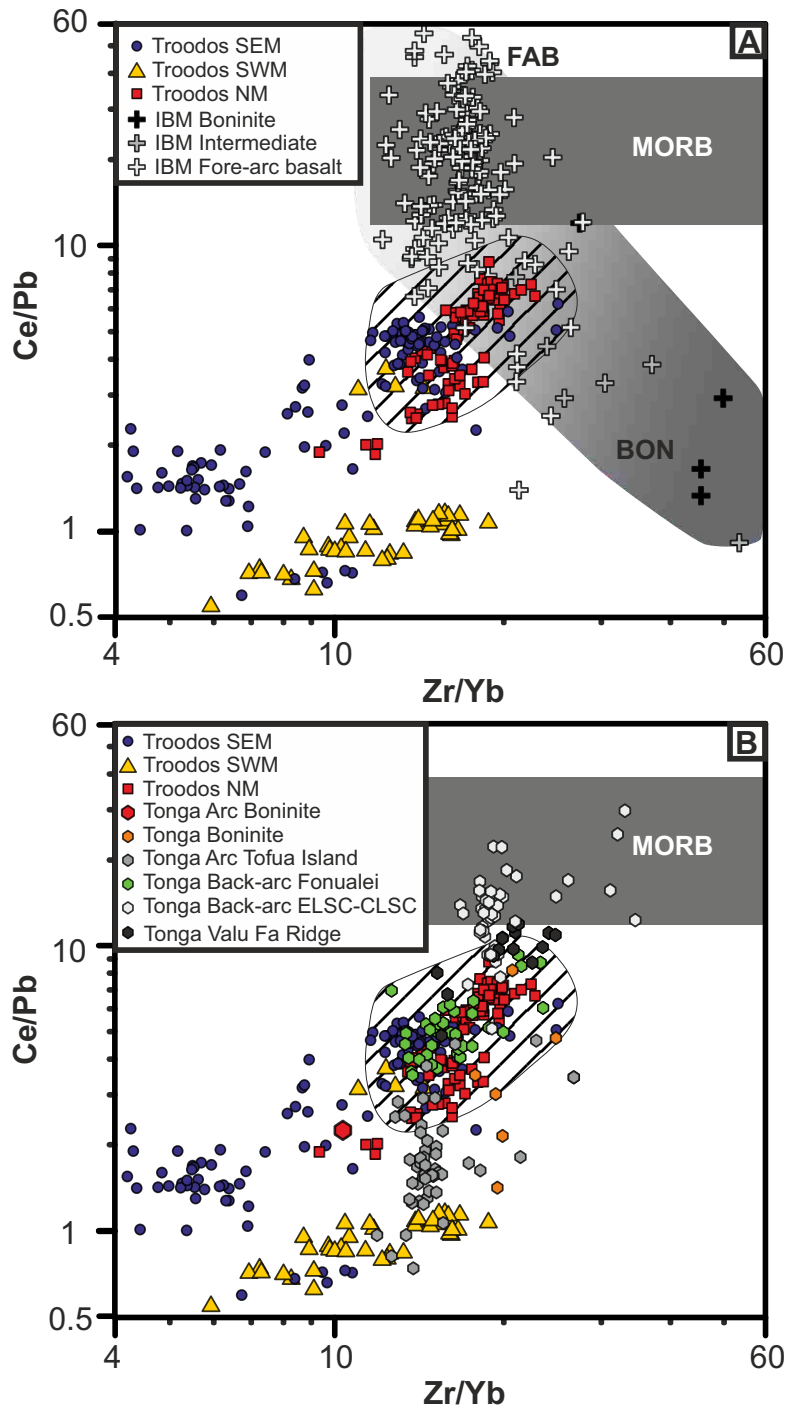 60
A
Troodos SEM
Troodos SWM
Troodos NM
IBM Boninite
IBM Intermediate
IBM Fore-arc basalt
FAB
MORB
10
Ce/Pb
BON
1
0.5
4
10
60
Zr/Yb
60
B
Troodos SEM
Troodos SWM
Troodos NM
Tonga Arc Boninite
Tonga Boninite
Tonga Arc Tofua Island
Tonga Back-arc Fonualei
Tonga Back-arc ELSC-CLSC
Tonga Valu Fa Ridge
MORB
10
Ce/Pb
1
0.5
4
10
60
Zr/Yb